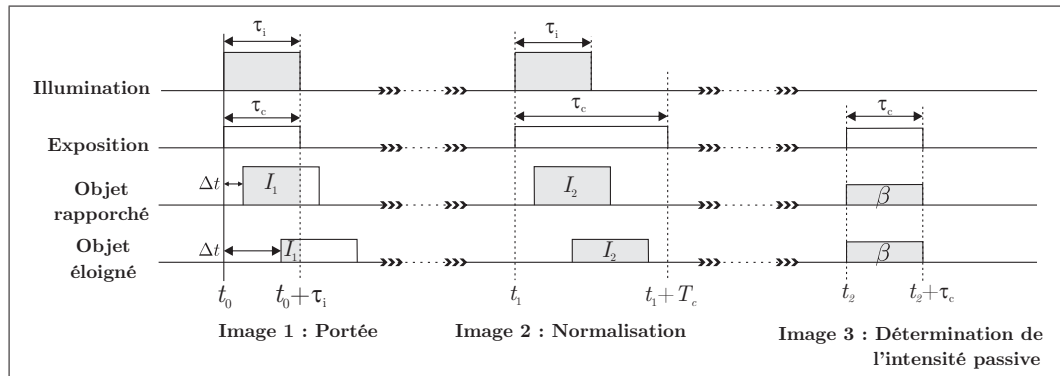 τi
τi
Illumination
τc
τc
τc
Exposition
Δt
I1
I2
β
Objet
rapporché
Δt
I1
I2
β
Objet
éloigné
t0
t0+τi
t1
t1+Tc
t2
t2+τc
Image 1 : Portée
Image 2 : Normalisation
Image 3 : Détermination de
l'intensité passive